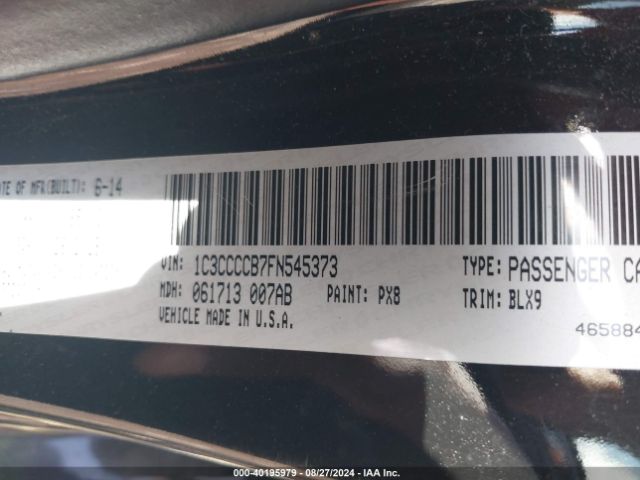 ATE OF MFR(BUILT): 6-14
VIN: 1C3CCCCB7FN545373 TYPE: PASSENGER CA
MDH: 061713 007AB PAINT: PX8 TRIM: BLX9
VEHICLE MADE IN U.S.A.
46588
000-40195979 - 08/27/2024 - IAA Inc.